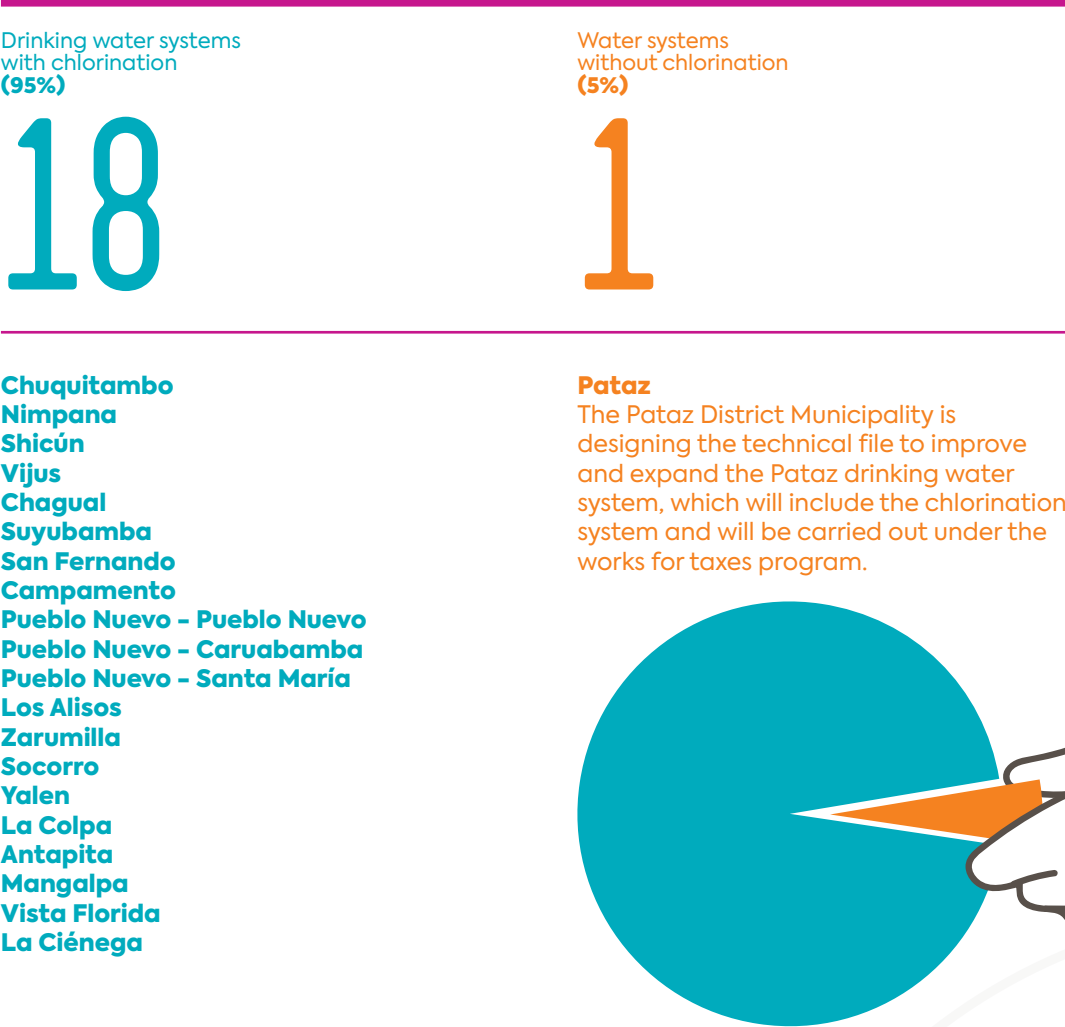 Drinking water systems
with chlorination
(95%)
18
Water systems
without chlorination
(5%)
1
Chuquitambo
Nimpana
Shicún
Vijus
Chagual
Suyubamba
San Fernando
Campamento
Pueblo Nuevo - Pueblo Nuevo
Pueblo Nuevo - Caruabamba
Pueblo Nuevo - Santa María
Los Alisos
Zarumilla
Socorro
Yalen
La Colpa
Antapita
Mangalpa
Vista Florida
La Ciénega
Pataz
The Pataz District Municipality is
designing the technical file to improve
and expand the Pataz drinking water
system, which will include the chlorination
system and will be carried out under the
works for taxes program.